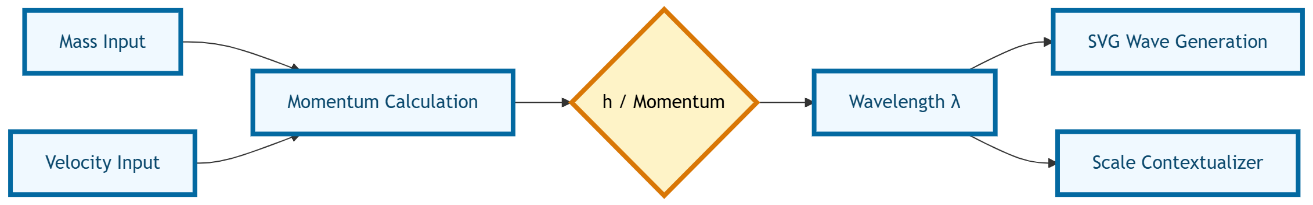 Mass Input
Velocity Input
Momentum Calculation
h / Momentum
Wavelength λ
SVG Wave Generation
Scale Contextualizer